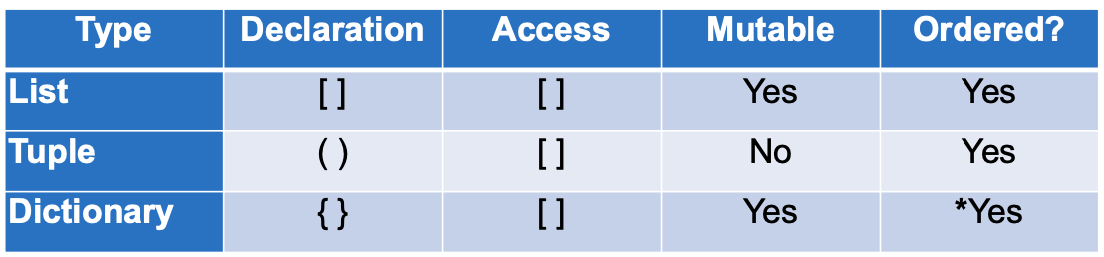 Type Declaration Access Mutable Ordered?
List [ ] [ ] Yes Yes
Tuple ( ) [ ] No Yes
Dictionary { } [ ] Yes *Yes